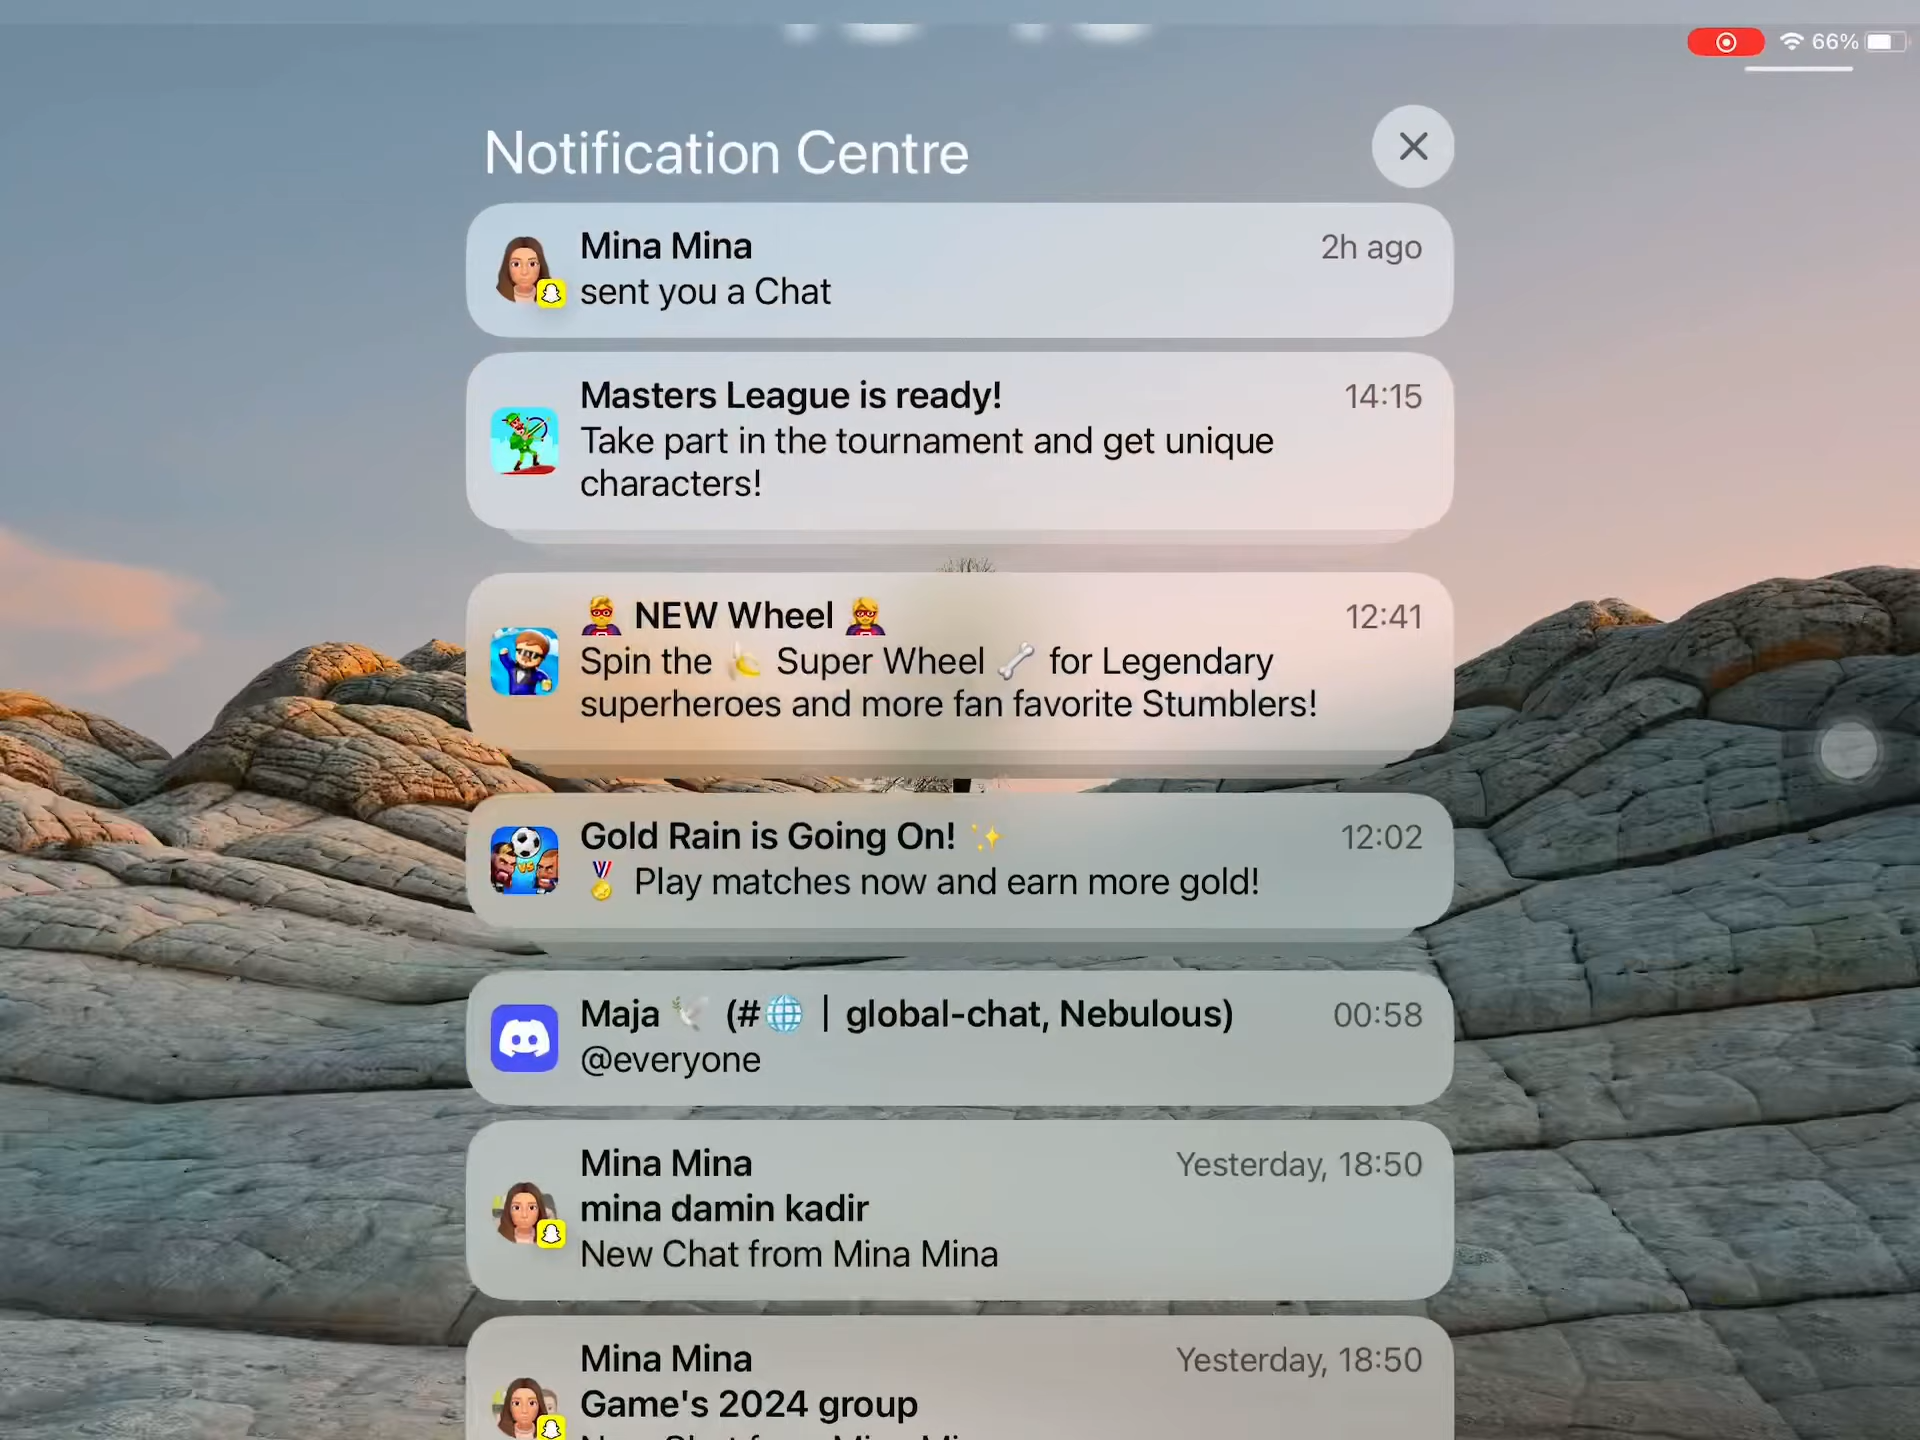 66%
Notification Centre
Mina Mina
2h ago
sent you a Chat
Masters League is ready!
14:15
Take part in the tournament and get unique
characters!
🦸‍♂️ NEW Wheel 🦸‍♀️
12:41
Spin the 🍌 Super Wheel 🦴 for Legendary
superheroes and more fan favorite Stumblers!
Gold Rain is Going On! ✨
12:02
🏅 Play matches now and earn more gold!
Maja 🕊️ (#🌐 | global-chat, Nebulous)
00:58
@everyone
Mina Mina
Yesterday, 18:50
mina damin kadir
New Chat from Mina Mina
Mina Mina
Yesterday, 18:50
Game's 2024 group